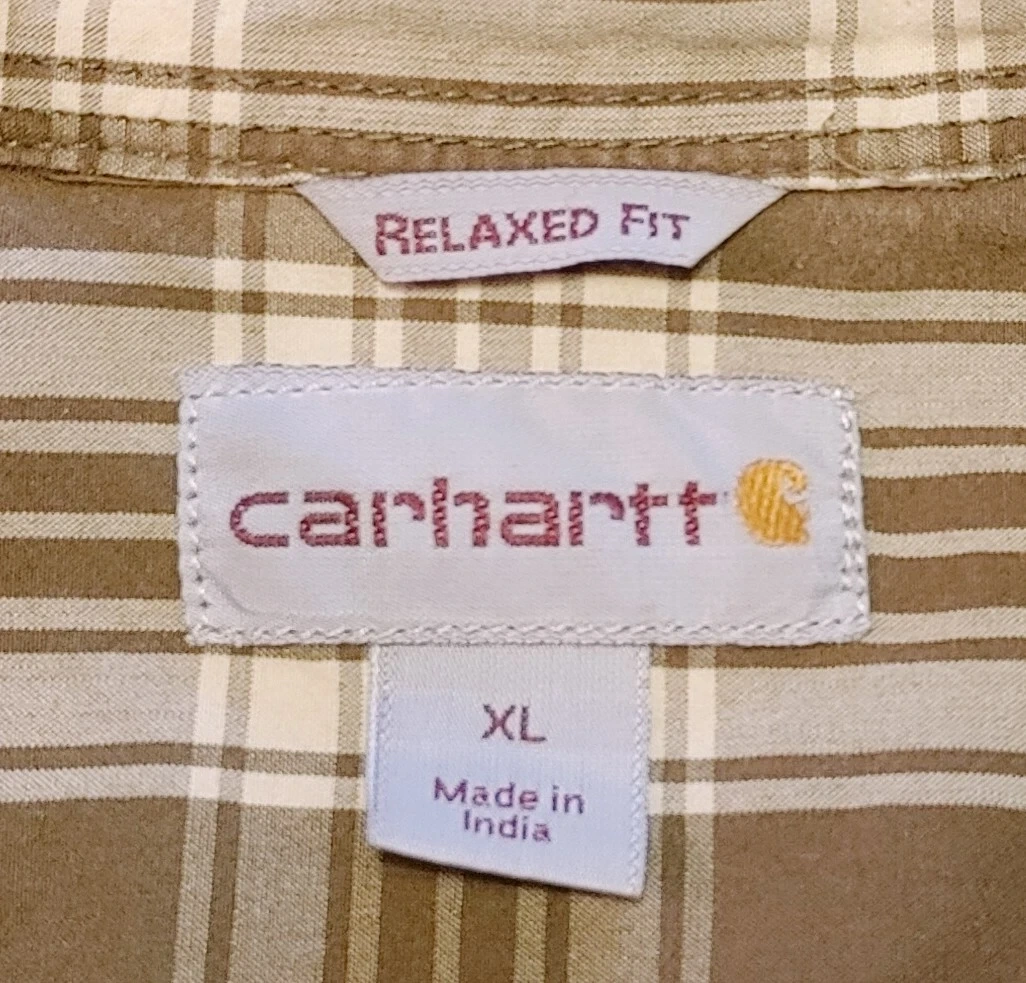 RELAXED FIT
carhartt
XL
Made in
India